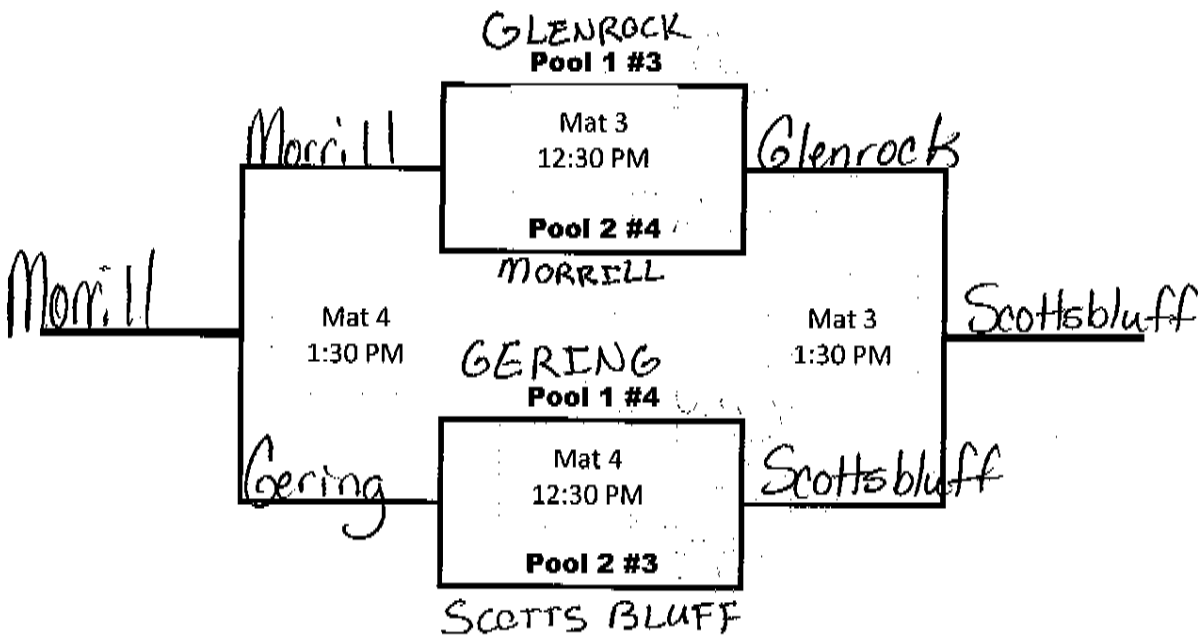 GLENROCK
Pool 1 #3
Morrill
Mat 3
12:30 PM
Glenrock
Pool 2 #4
MORRILL
Morrill
Mat 4
1:30 PM
Mat 3
1:30 PM
Scottsbluff
GERING
Pool 1 #4
Gering
Mat 4
12:30 PM
Scottsbluff
Pool 2 #3
SCOTTS BLUFF